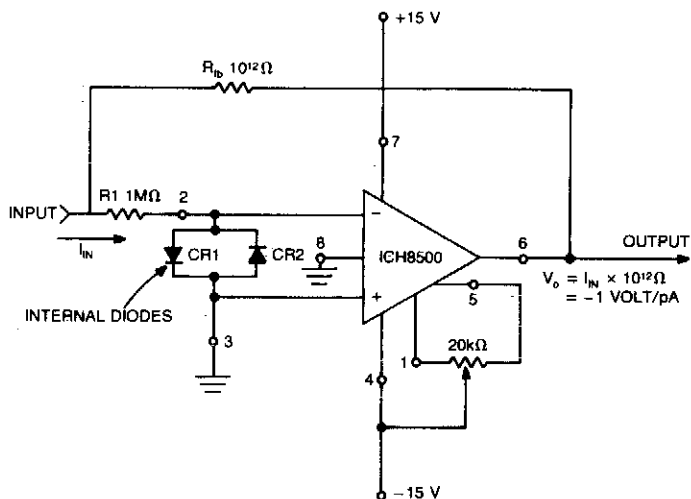 +15 V
R_fb 10¹²Ω
7
R1 1MΩ
2
INPUT
I_IN
−
8
ICH8500
6
OUTPUT
CR1
CR2
V_o = I_IN × 10¹²Ω
= −1 VOLT/pA
+
5
INTERNAL DIODES
3
1
20kΩ
4
−15 V